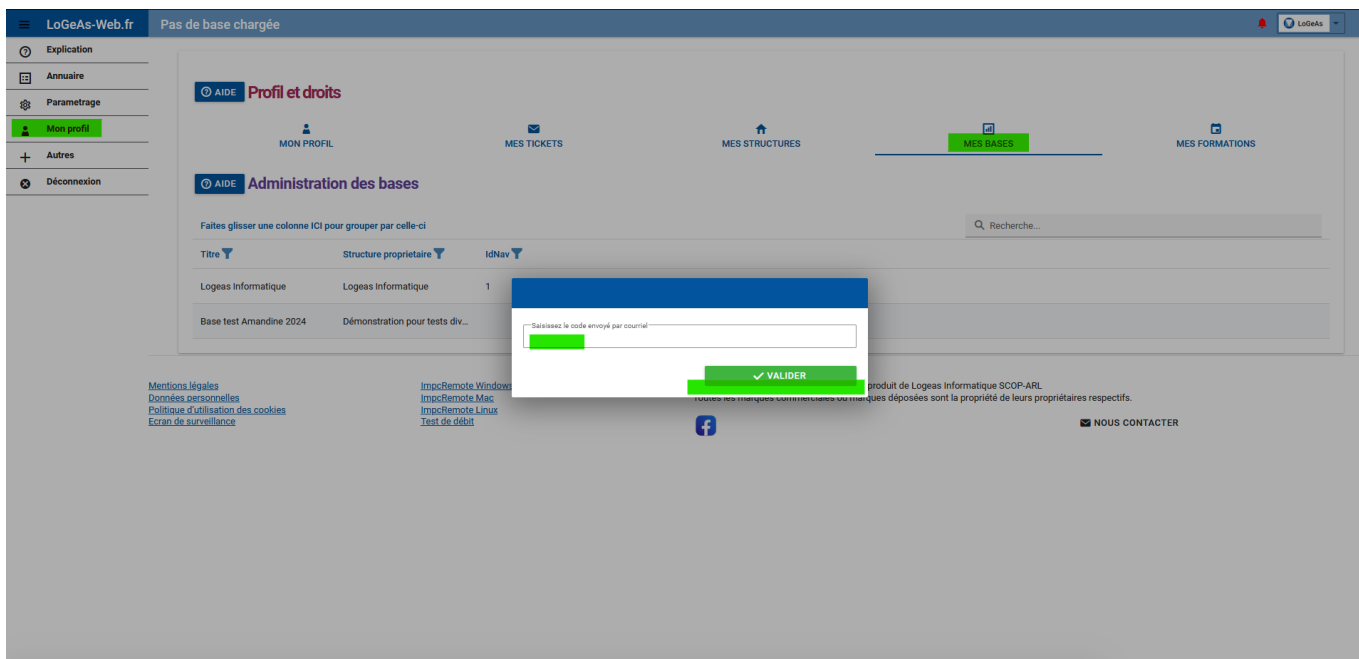 LoGeAs-Web.fr
Pas de base chargée
LoGeAs
Explication
Annuaire
Parametrage
Mon profil
Autres
Déconnexion
AIDE Profil et droits
MON PROFIL
MES TICKETS
MES STRUCTURES
MES BASES
MES FORMATIONS
AIDE Administration des bases
Faites glisser une colonne ICI pour grouper par celle-ci
Recherche...
Titre Structure proprietaire IdNav
Logeas Informatique Logeas Informatique 1
Base test Amandine 2024 Démonstration pour tests div...
Saisissez le code envoyé par courriel
VALIDER
Mentions légales
Données personnelles
Politique d'utilisation des cookies
Ecran de surveillance
ImpcRemote Windows
ImpcRemote Mac
ImpcRemote Linux
Test de débit
produit de Logeas Informatique SCOP-ARL
Toutes les marques commerciales ou marques déposées sont la propriété de leurs propriétaires respectifs.
NOUS CONTACTER